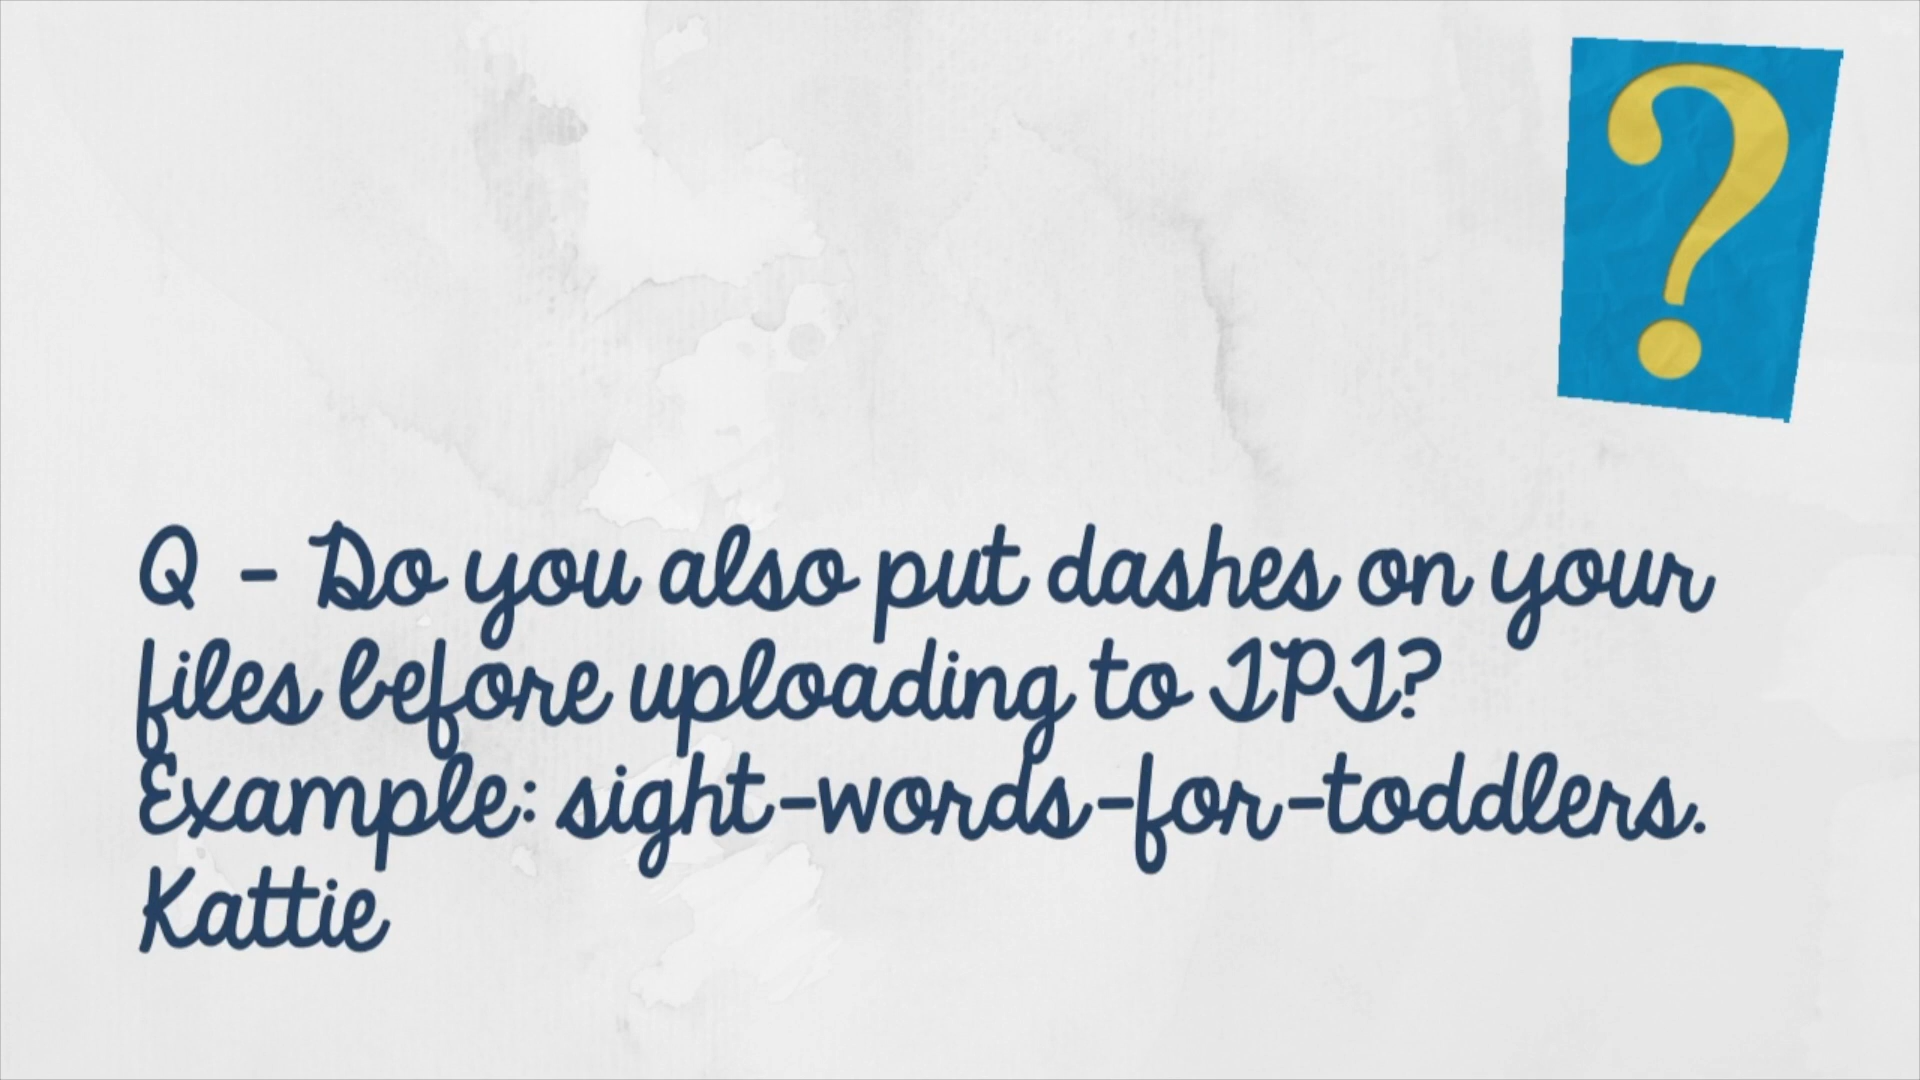 Q - Do you also put dashes on your
files before uploading to TPT?
Example: sight-words-for-toddlers.
Kattie
?